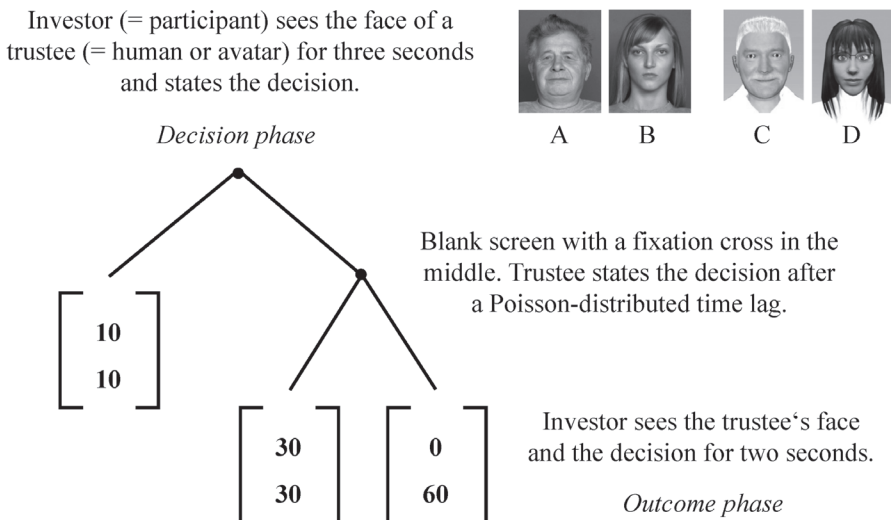 Investor (= participant) sees the face of a
trustee (= human or avatar) for three seconds
and states the decision.
Decision phase
A B C D
Blank screen with a fixation cross in the
middle. Trustee states the decision after
a Poisson-distributed time lag.
10
10
30
30
0
60
Investor sees the trustee‘s face
and the decision for two seconds.
Outcome phase